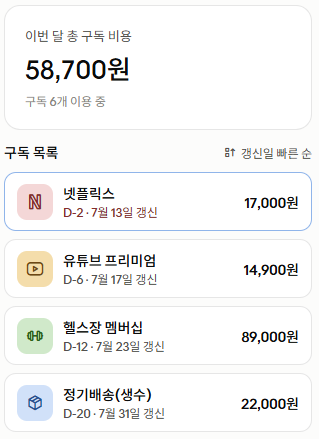 이번 달 총 구독 비용
58,700원
구독 6개 이용 중
구독 목록
갱신일 빠른 순
N
넷플릭스
17,000원
D-2 · 7월 13일 갱신
유튜브 프리미엄
14,900원
D-6 · 7월 17일 갱신
헬스장 멤버십
89,000원
D-12 · 7월 23일 갱신
정기배송(생수)
22,000원
D-20 · 7월 31일 갱신